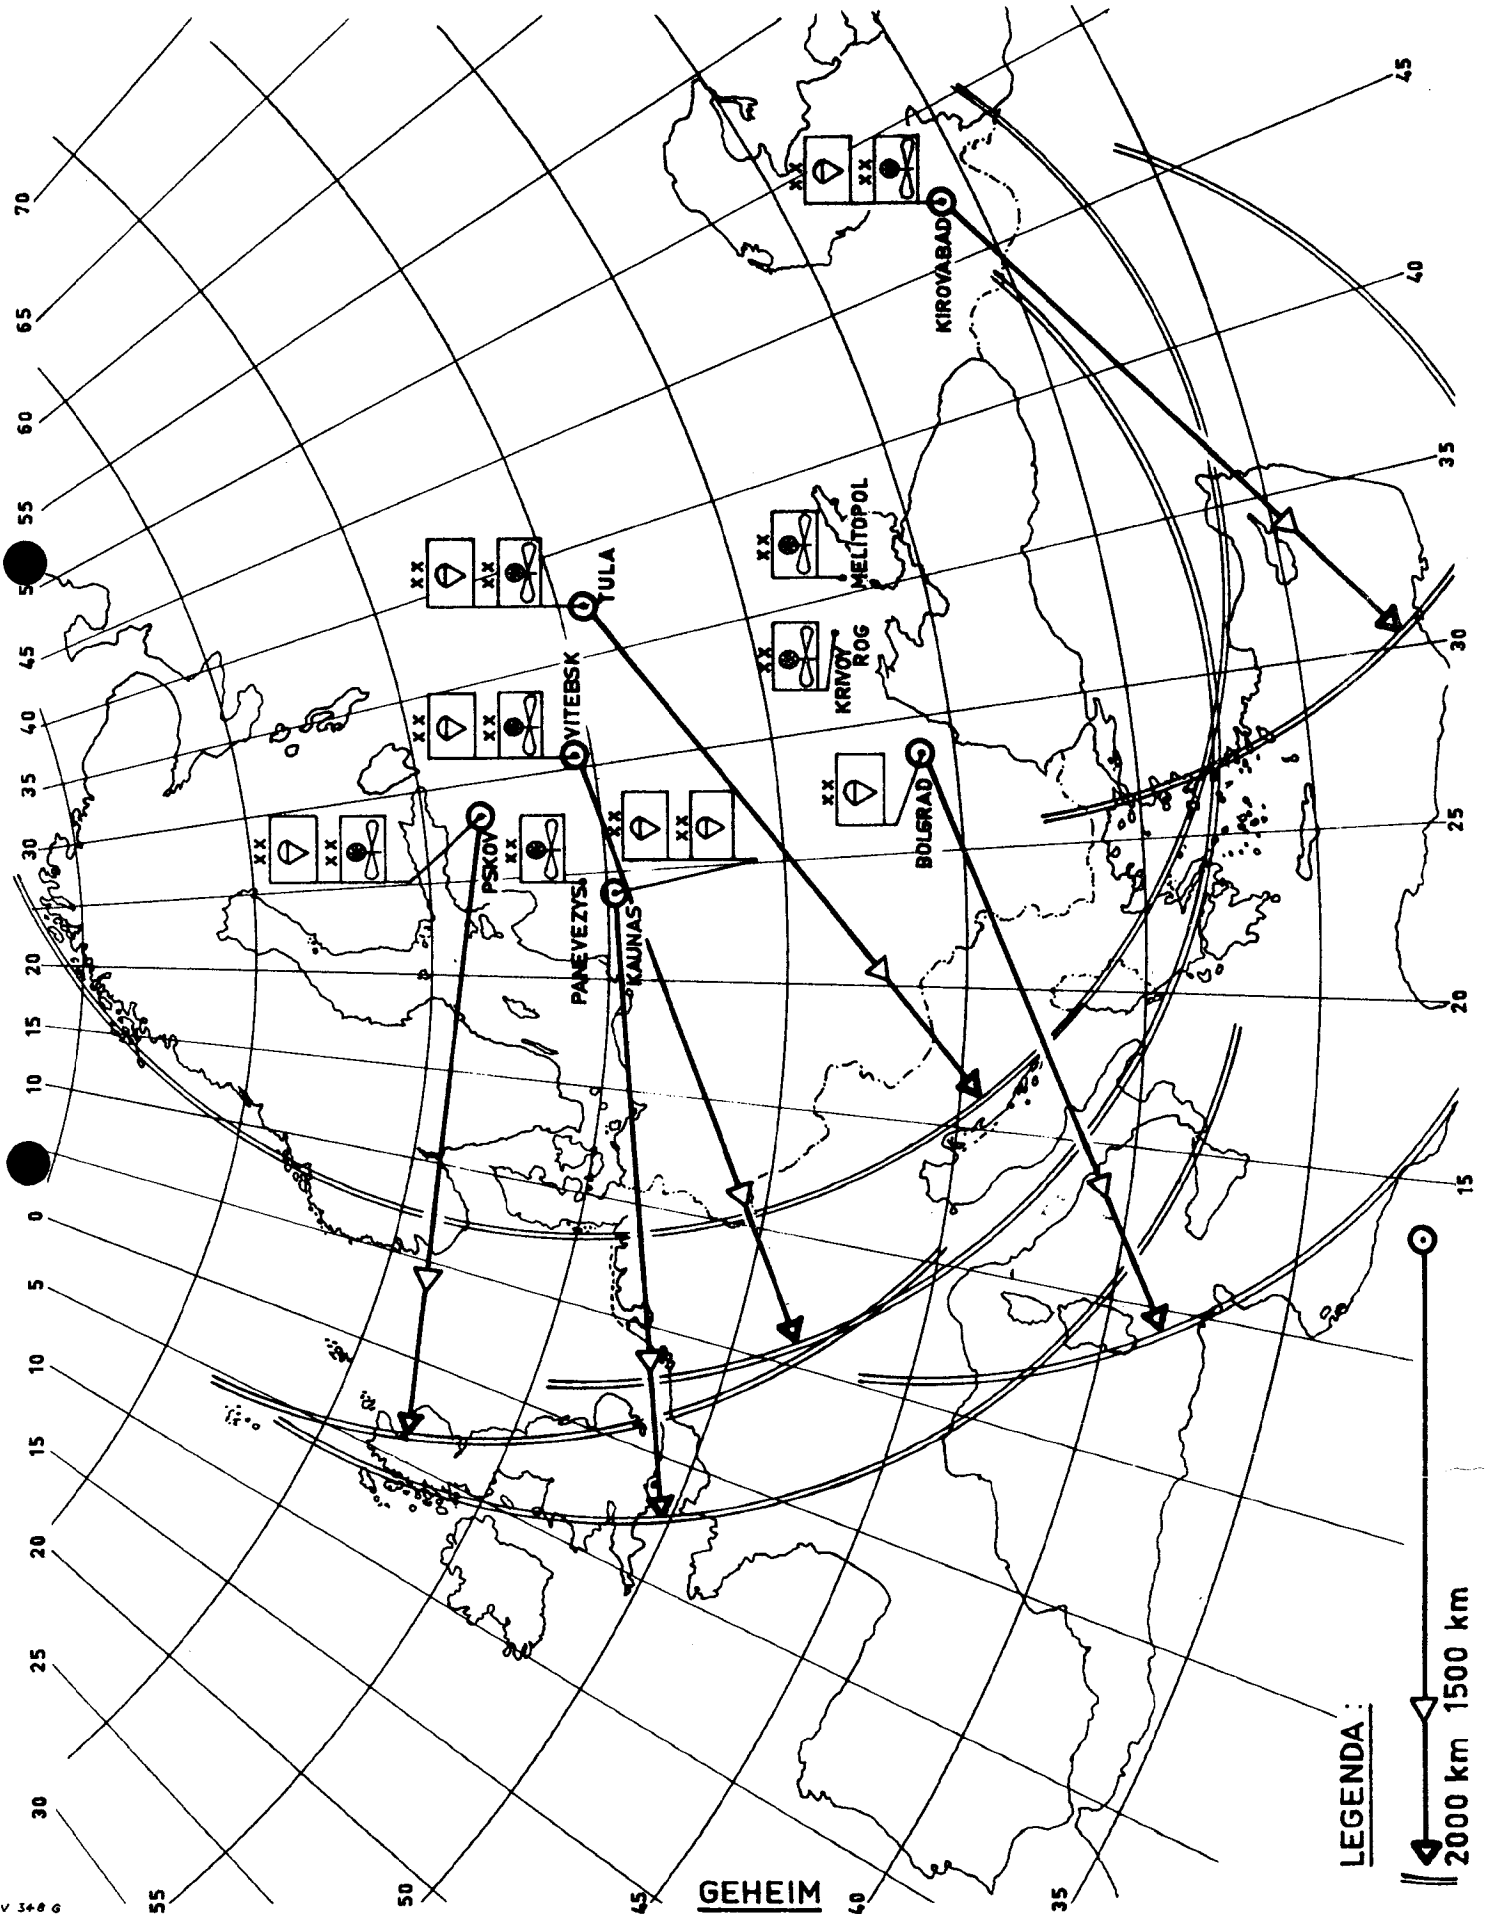 V 348 G
70
65
60
55
5
45
40
35
30
20
15
10
0
5
10
15
20
25
30
55
50
45
40
35
45
40
35
30
25
20
15
XX
XX
KIROVABAD
XX
XX
TULA
XX
XX
VITEBSK
XX
XX
PSKOV
XX
PANEVEZYS
XX
XX
KAUNAS
XX
MELITOPOL
XX
KRIVOY
ROG
XX
BOLGRAD
GEHEIM
LEGENDA :
2000 km 1500 km